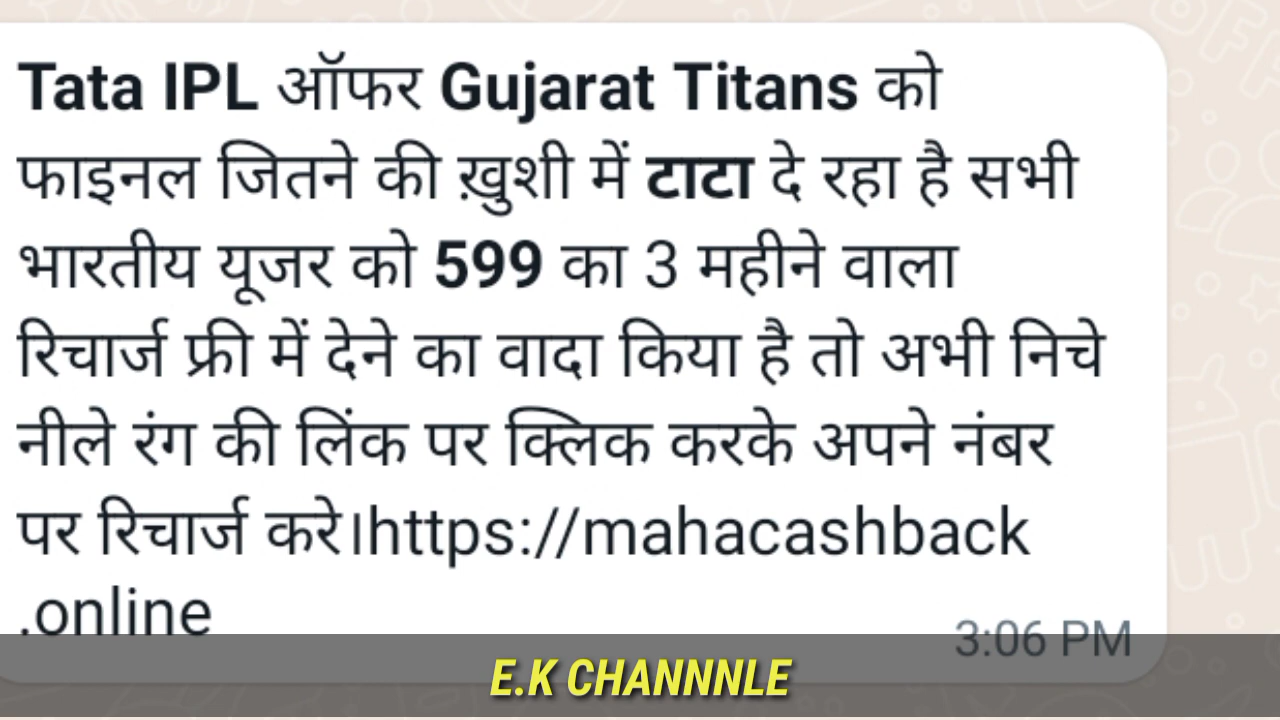 Tata IPL ऑफर Gujarat Titans को
फाइनल जितने की ख़ुशी में टाटा दे रहा है सभी
भारतीय यूजर को 599 का 3 महीने वाला
रिचार्ज फ्री में देने का वादा किया है तो अभी निचे
नीले रंग की लिंक पर क्लिक करके अपने नंबर
पर रिचार्ज करे।https://mahacashback
.online
3:06 PM
E.K CHANNNLE